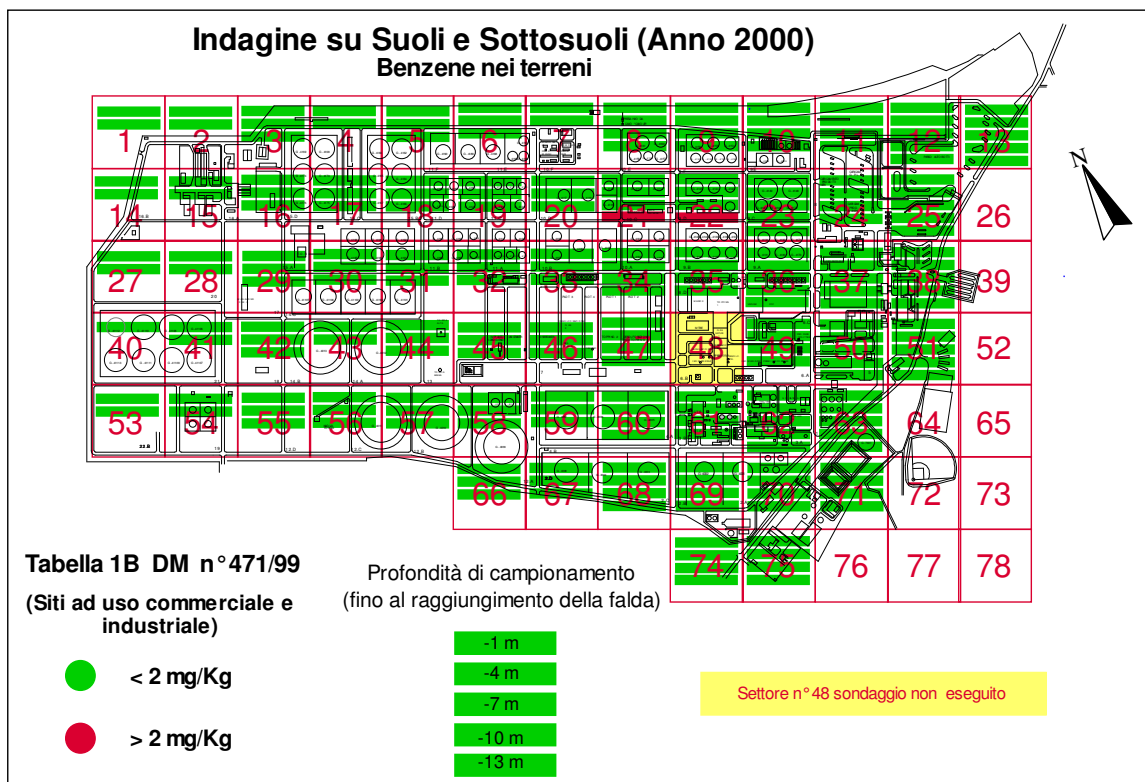 Indagine su Suoli e Sottosuoli (Anno 2000)
Benzene nei terreni
1 2 3 4 5 6 7 8 9 10 11 12 13
14 15 16 17 18 19 20 21 22 23 24 25 26
27 28 29 30 31 32 33 34 35 36 37 38 39
40 41 42 43 44 45 46 47 48 49 50 51 52
53 54 55 56 57 58 59 60 61 62 63 64 65
66 67 68 69 70 71 72 73
74 75 76 77 78
N
Tabella 1B DM n°471/99
(Siti ad uso commerciale e
industriale)
< 2 mg/Kg
> 2 mg/Kg
Profondità di campionamento
(fino al raggiungimento della falda)
-1 m
-4 m
-7 m
-10 m
-13 m
Settore n°48 sondaggio non eseguito